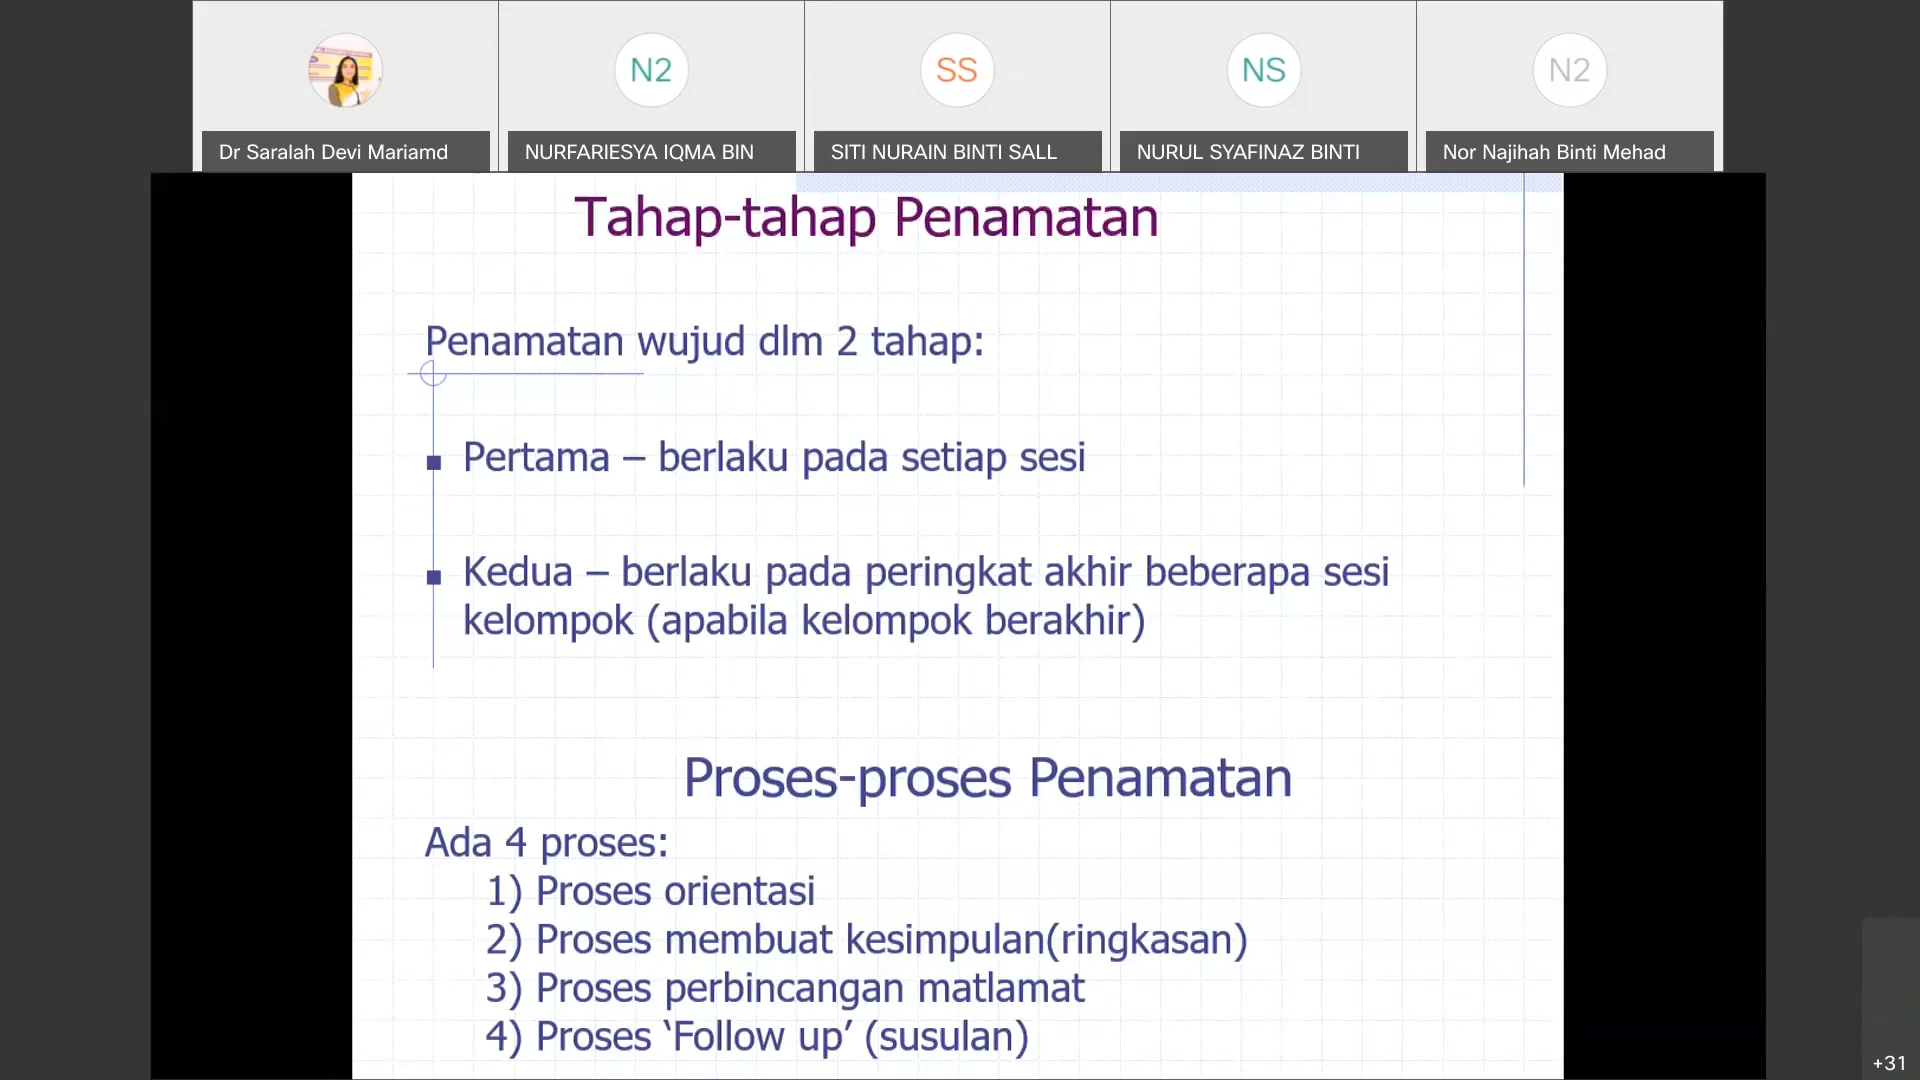 N2
SS
NS
N2
Dr Saralah Devi Mariamd
NURFARIESYA IQMA BIN
SITI NURAIN BINTI SALL
NURUL SYAFINAZ BINTI
Nor Najihah Binti Mehad
Tahap-tahap Penamatan
Penamatan wujud dlm 2 tahap:
Pertama – berlaku pada setiap sesi
Kedua – berlaku pada peringkat akhir beberapa sesi
kelompok (apabila kelompok berakhir)
Proses-proses Penamatan
Ada 4 proses:
1) Proses orientasi
2) Proses membuat kesimpulan(ringkasan)
3) Proses perbincangan matlamat
4) Proses ‘Follow up’ (susulan)
+31